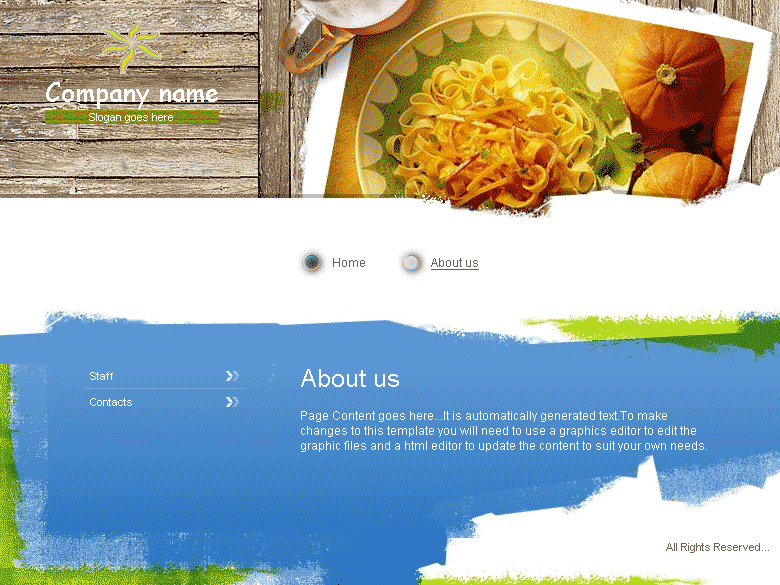 Company name
Slogan goes here
Home
About us
Staff
Contacts
About us
Page Content goes here...It is automatically generated text.To make
changes to this template you will need to use a graphics editor to edit the
graphic files and a html editor to update the content to suit your own needs.
All Rights Reserved...